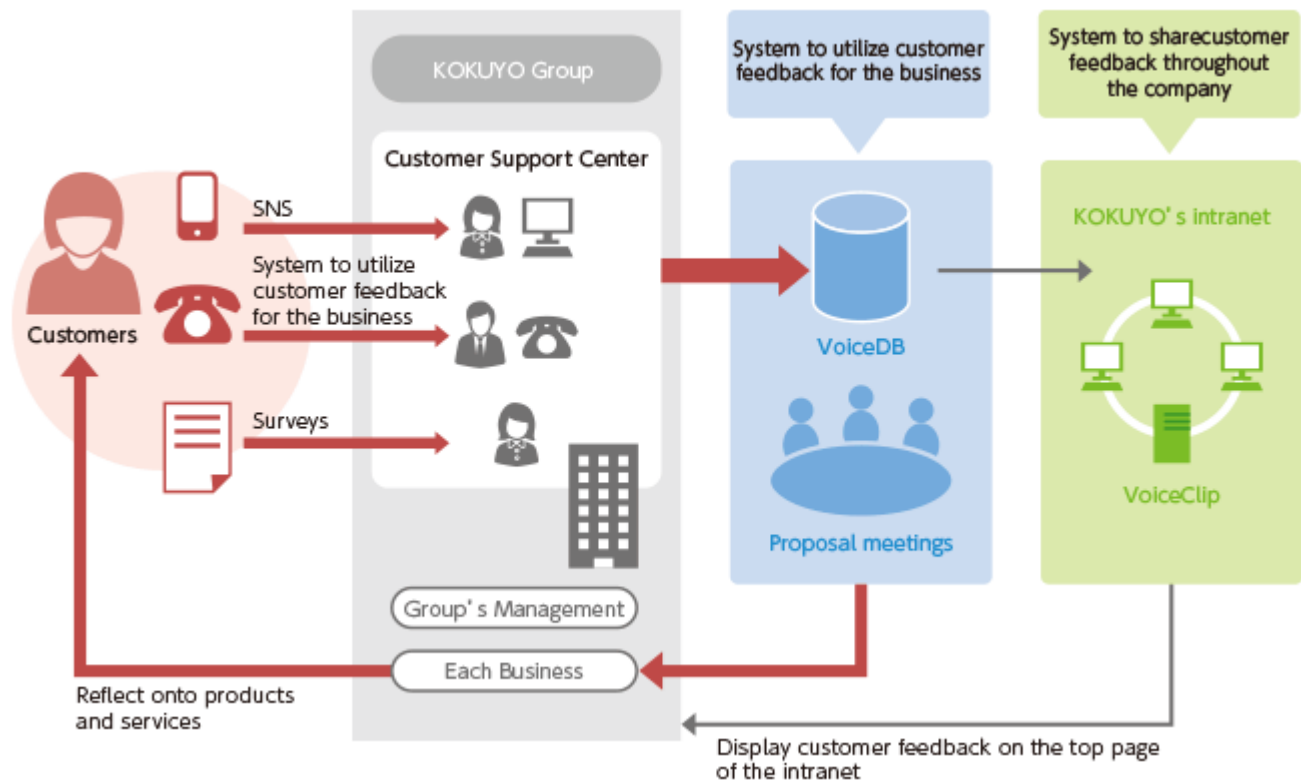 KOKUYO Group
Customer Support Center
Customers
SNS
System to utilize
customer feedback
for the business
Surveys
Group's Management
Each Business
Reflect onto products
and services
System to utilize customer
feedback for the business
VoiceDB
Proposal meetings
System to sharecustomer
feedback throughout
the company
KOKUYO's intranet
VoiceClip
Display customer feedback on the top page
of the intranet